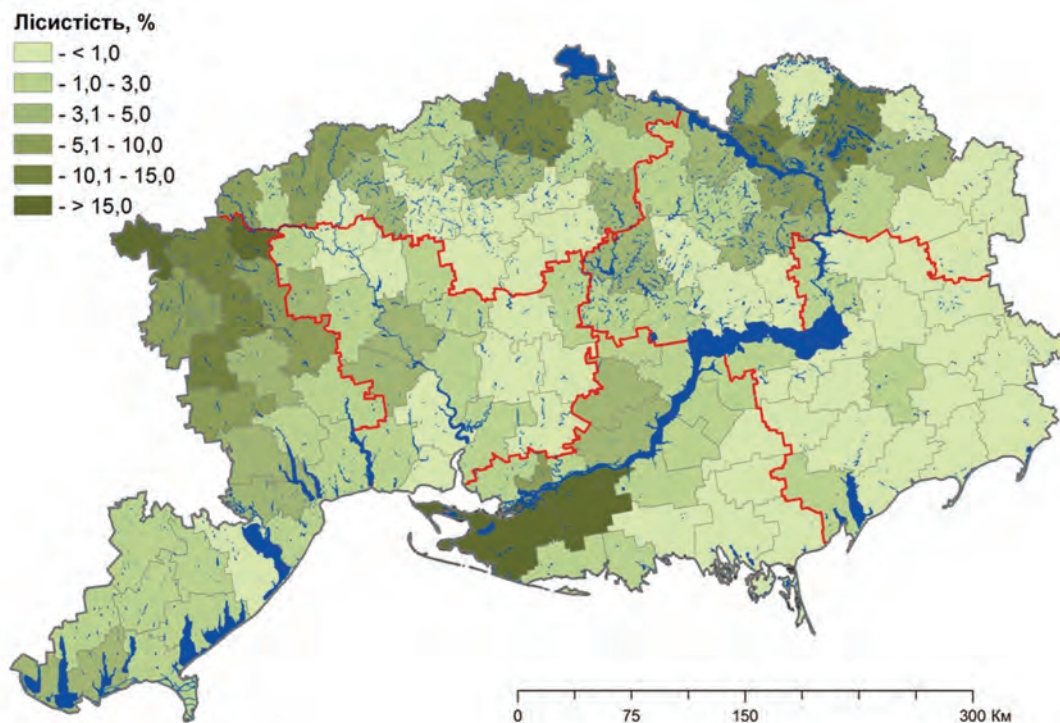 Лісистість, %
- < 1,0
- 1,0 - 3,0
- 3,1 - 5,0
- 5,1 - 10,0
- 10,1 - 15,0
- > 15,0
0 75 150 300 Км